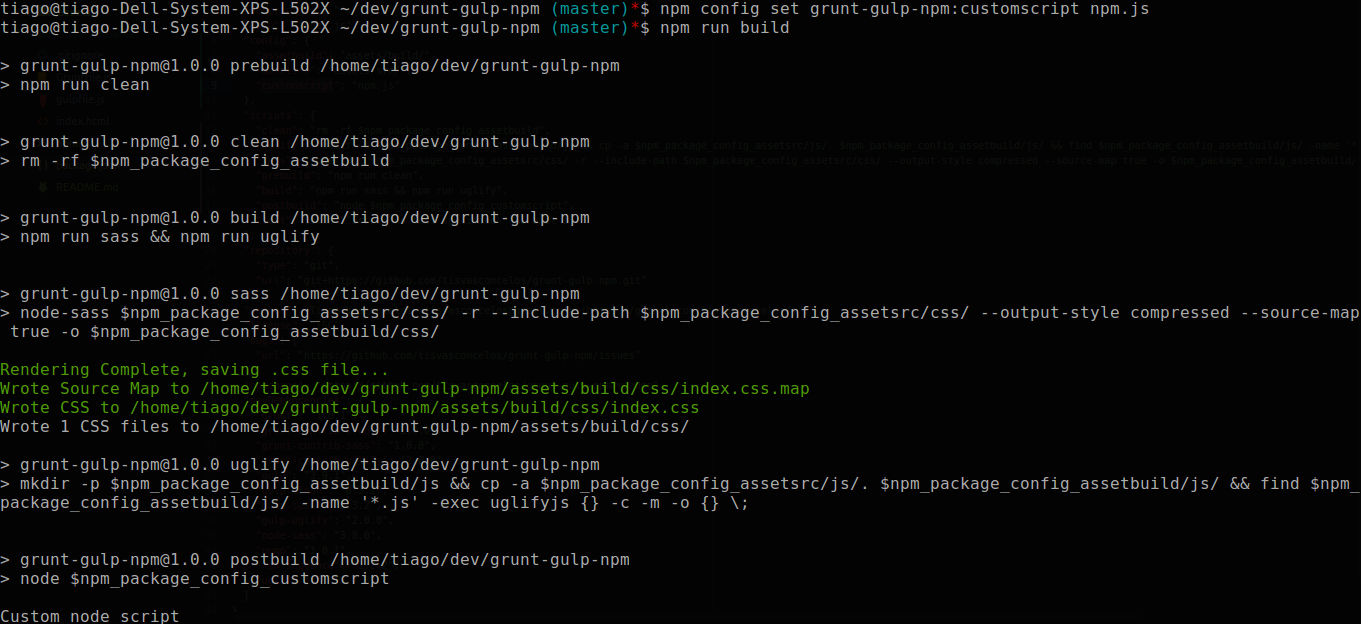 tiago@tiago-Dell-System-XPS-L502X ~/dev/grunt-gulp-npm (master)*$ npm config set grunt-gulp-npm:customscript npm.js
tiago@tiago-Dell-System-XPS-L502X ~/dev/grunt-gulp-npm (master)*$ npm run build
> grunt-gulp-npm@1.0.0 prebuild /home/tiago/dev/grunt-gulp-npm
> npm run clean
> grunt-gulp-npm@1.0.0 clean /home/tiago/dev/grunt-gulp-npm
> rm -rf $npm_package_config_assetbuild
> grunt-gulp-npm@1.0.0 build /home/tiago/dev/grunt-gulp-npm
> npm run sass && npm run uglify
> grunt-gulp-npm@1.0.0 sass /home/tiago/dev/grunt-gulp-npm
> node-sass $npm_package_config_assetsrc/css/ -r --include-path $npm_package_config_assetsrc/css/ --output-style compressed --source-map
true -o $npm_package_config_assetbuild/css/
Rendering Complete, saving .css file...
Wrote Source Map to /home/tiago/dev/grunt-gulp-npm/assets/build/css/index.css.map
Wrote CSS to /home/tiago/dev/grunt-gulp-npm/assets/build/css/index.css
Wrote 1 CSS files to /home/tiago/dev/grunt-gulp-npm/assets/build/css/
> grunt-gulp-npm@1.0.0 uglify /home/tiago/dev/grunt-gulp-npm
> mkdir -p $npm_package_config_assetbuild/js && cp -a $npm_package_config_assetsrc/js/. $npm_package_config_assetbuild/js/ && find $npm_
package_config_assetbuild/js/ -name '*.js' -exec uglifyjs {} -c -m -o {} \;
> grunt-gulp-npm@1.0.0 postbuild /home/tiago/dev/grunt-gulp-npm
> node $npm_package_config_customscript
Custom node script